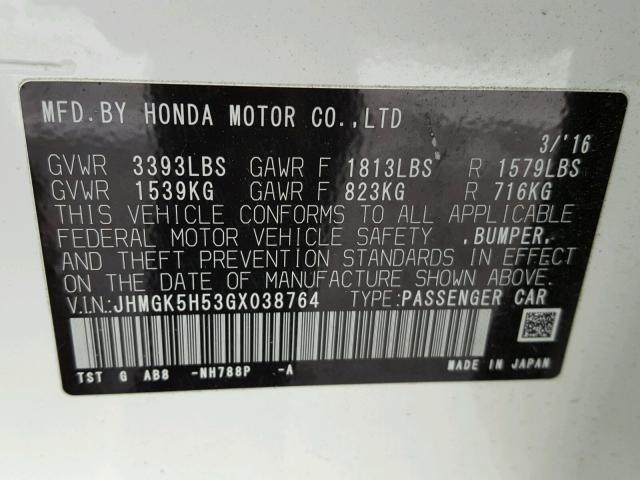 MFD.BY HONDA MOTOR CO.,LTD
3/'16
GVWR 3393LBS GAWR F 1813LBS R 1579LBS
GVWR 1539KG GAWR F 823KG R 716KG
THIS VEHICLE CONFORMS TO ALL APPLICABLE
FEDERAL MOTOR VEHICLE SAFETY ,BUMPER,
AND THEFT PREVENTION STANDARDS IN EFFECT
ON THE DATE OF MANUFACTURE SHOWN ABOVE.
V.I.N.:JHMGK5H53GX038764 TYPE:PASSENGER CAR
TST G AB8 -NH788P -A
MADE IN JAPAN